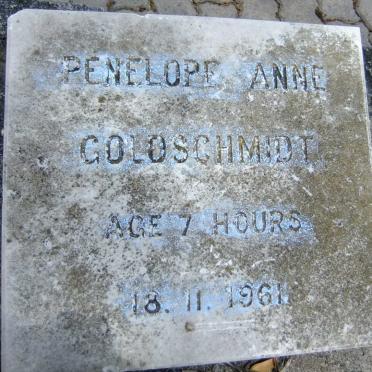 PENELOPE ANNE
GOLDSCHMIDT
AGE 7 HOURS
18.11.1961